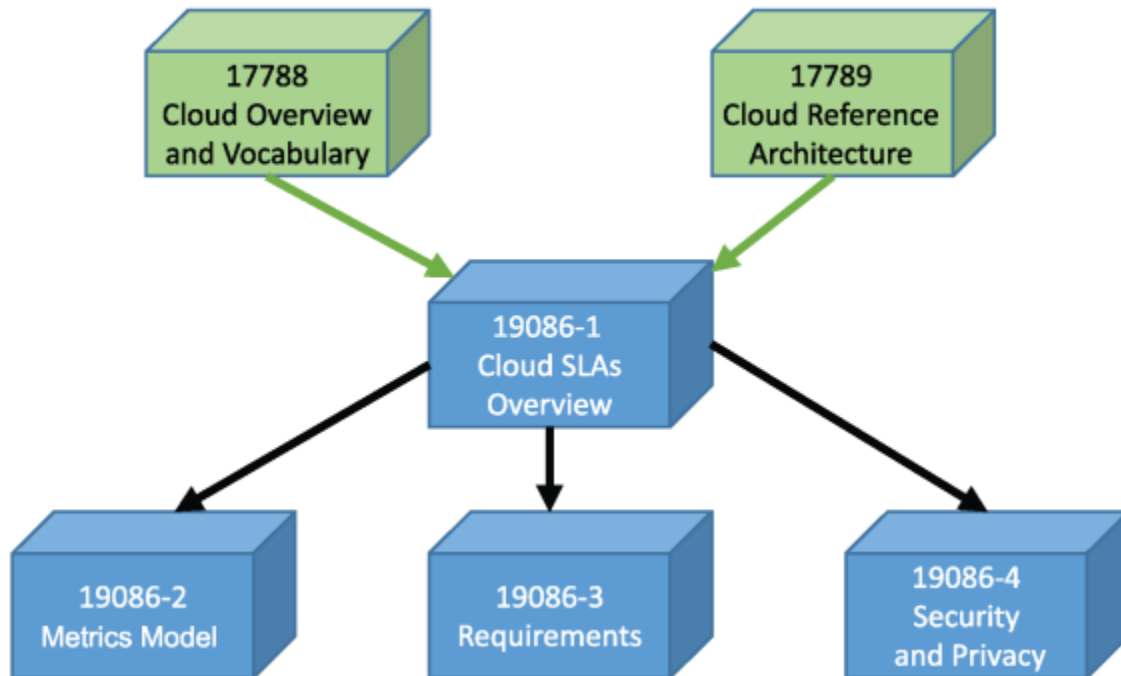 17788
Cloud Overview
and Vocabulary
17789
Cloud Reference
Architecture
19086-1
Cloud SLAs
Overview
19086-2
Metrics Model
19086-3
Requirements
19086-4
Security
and Privacy